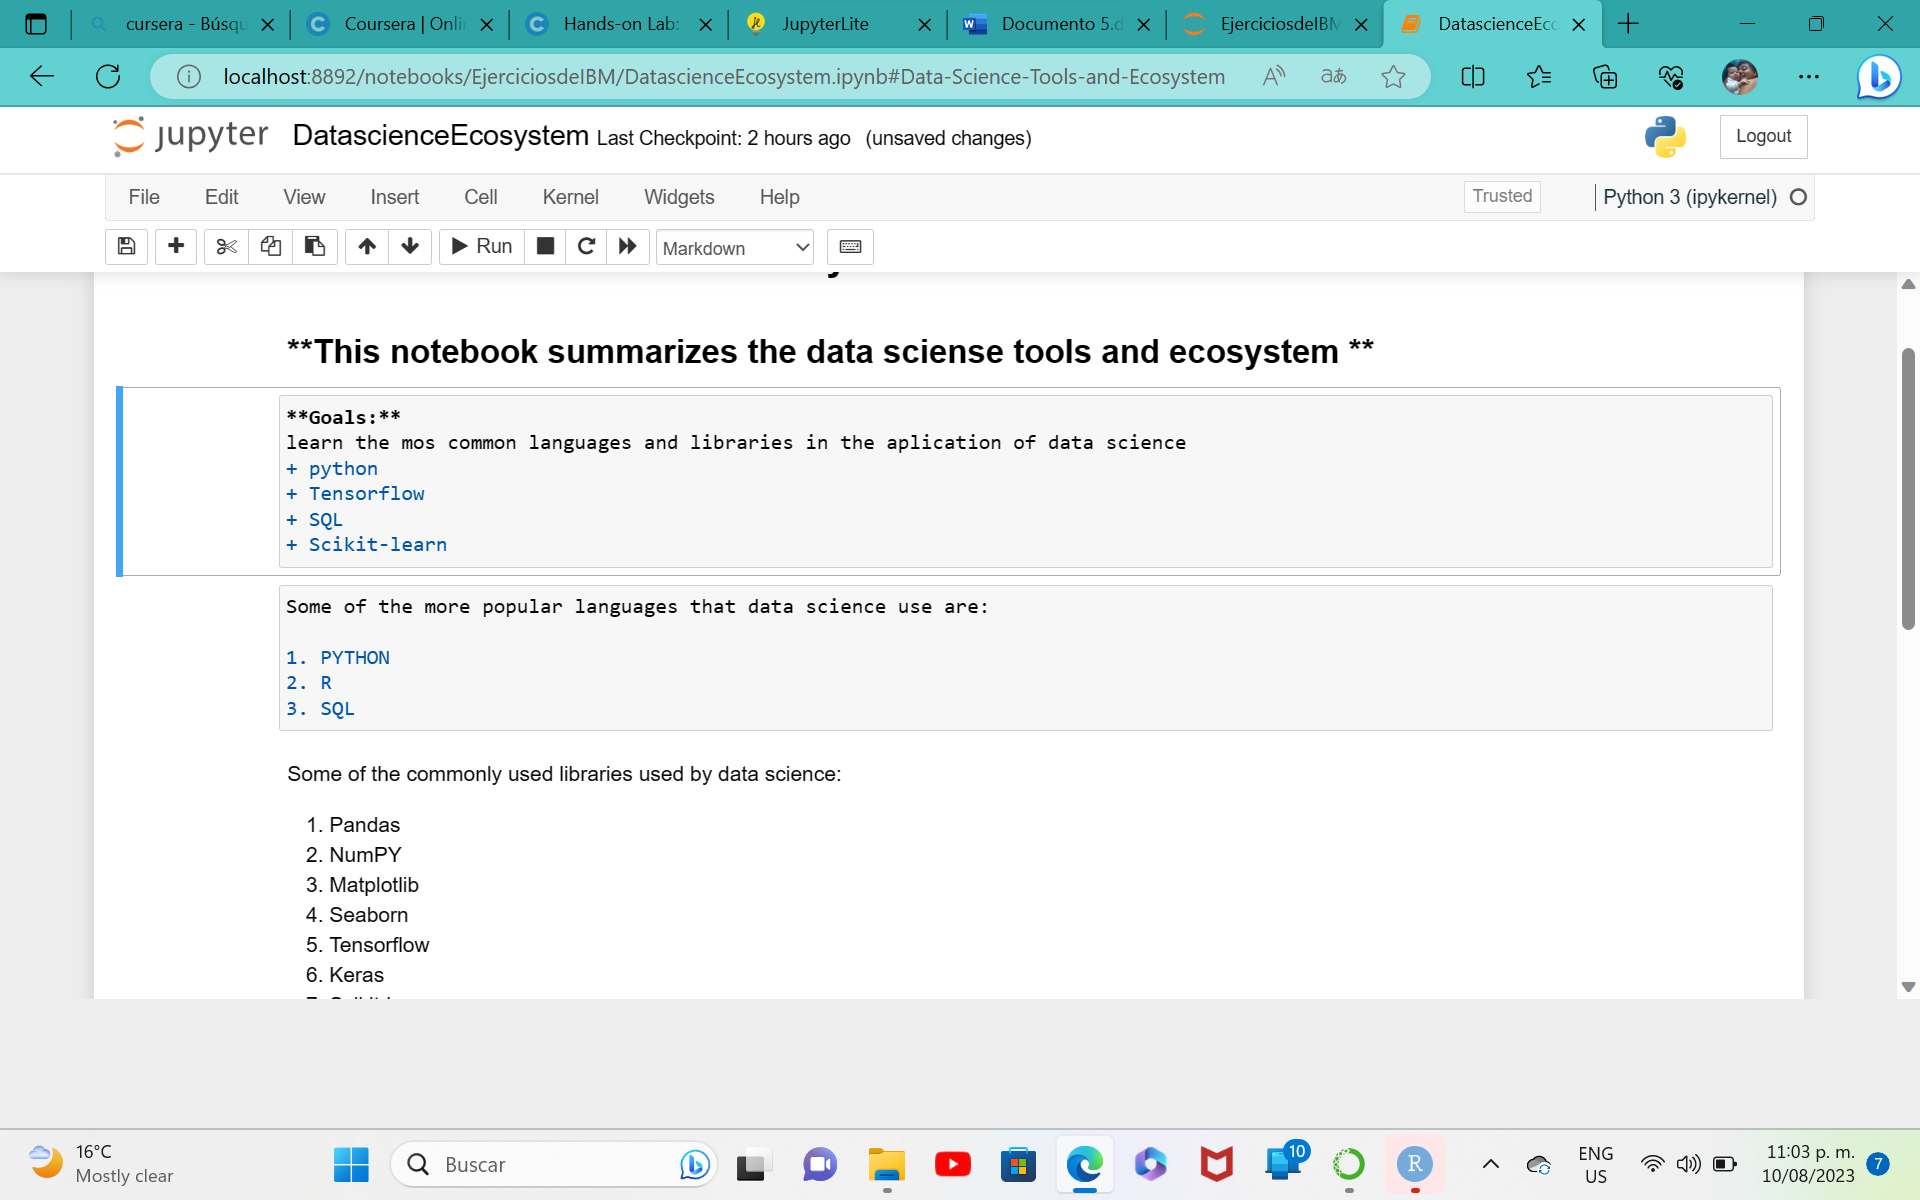 cursera - Búsqu
Coursera | Onli
Hands-on Lab:
JupyterLite
Documento 5.d
EjerciciosdeIBM
DatascienceEco
localhost:8892/notebooks/EjerciciosdeIBM/DatascienceEcosystem.ipynb#Data-Science-Tools-and-Ecosystem
jupyter DatascienceEcosystem Last Checkpoint: 2 hours ago (unsaved changes)
Logout
File Edit View Insert Cell Kernel Widgets Help
Trusted
Python 3 (ipykernel)
Run
Markdown
**This notebook summarizes the data sciense tools and ecosystem **
**Goals:**
learn the mos common languages and libraries in the aplication of data science
+ python
+ Tensorflow
+ SQL
+ Scikit-learn
Some of the more popular languages that data science use are:
1. PYTHON
2. R
3. SQL
Some of the commonly used libraries used by data science:
1. Pandas
2. NumPY
3. Matplotlib
4. Seaborn
5. Tensorflow
6. Keras
16°C
Mostly clear
Buscar
10
R
ENG
US
11:03 p. m.
10/08/2023
7